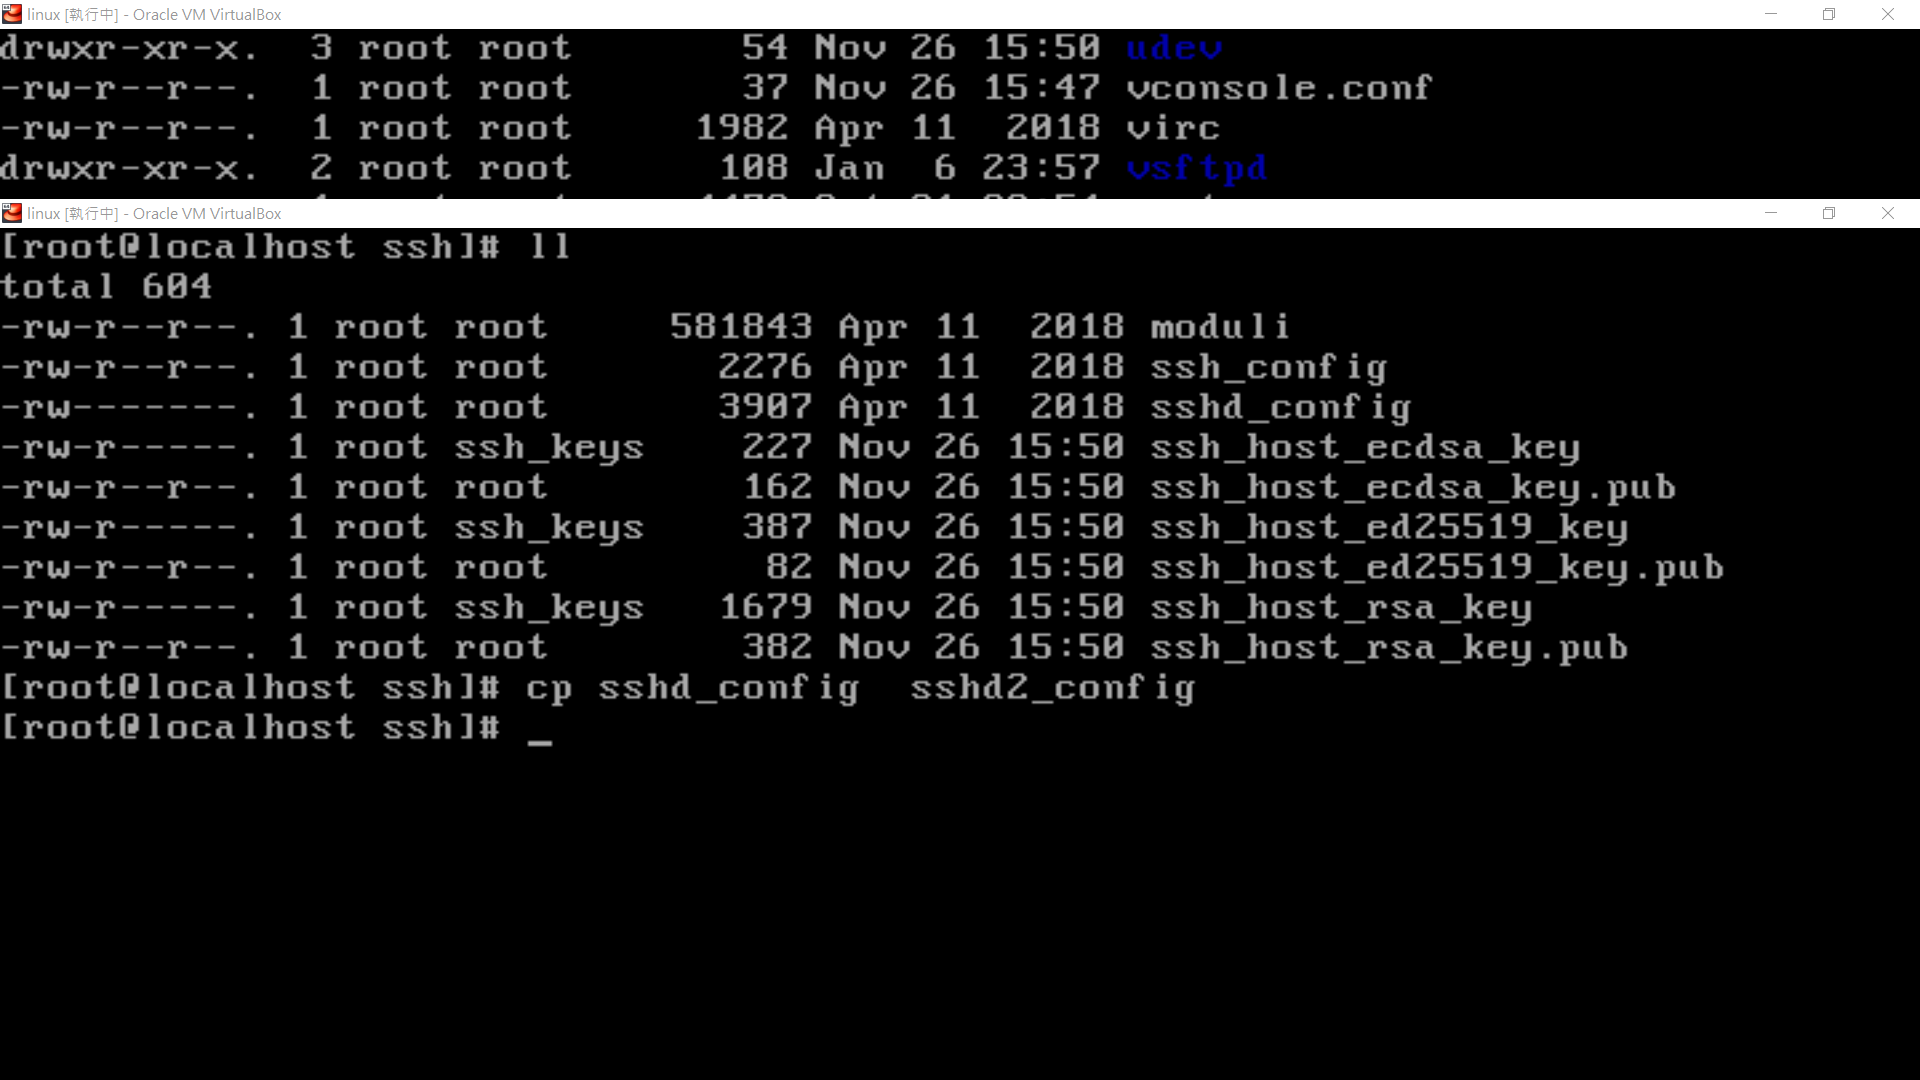 linux [執行中] - Oracle VM VirtualBox
drwxr-xr-x.  3 root root       54 Nov 26 15:50 udev
-rw-r--r--.  1 root root       37 Nov 26 15:47 vconsole.conf
-rw-r--r--.  1 root root     1982 Apr 11  2018 virc
drwxr-xr-x.  2 root root      108 Jan  6 23:57 vsftpd
linux [執行中] - Oracle VM VirtualBox
[root@localhost ssh]# ll
total 604
-rw-r--r--. 1 root root     581843 Apr 11  2018 moduli
-rw-r--r--. 1 root root       2276 Apr 11  2018 ssh_config
-rw-------. 1 root root       3907 Apr 11  2018 sshd_config
-rw-r-----. 1 root ssh_keys    227 Nov 26 15:50 ssh_host_ecdsa_key
-rw-r--r--. 1 root root        162 Nov 26 15:50 ssh_host_ecdsa_key.pub
-rw-r-----. 1 root ssh_keys    387 Nov 26 15:50 ssh_host_ed25519_key
-rw-r--r--. 1 root root         82 Nov 26 15:50 ssh_host_ed25519_key.pub
-rw-r-----. 1 root ssh_keys   1679 Nov 26 15:50 ssh_host_rsa_key
-rw-r--r--. 1 root root        382 Nov 26 15:50 ssh_host_rsa_key.pub
[root@localhost ssh]# cp sshd_config  sshd2_config
[root@localhost ssh]# _